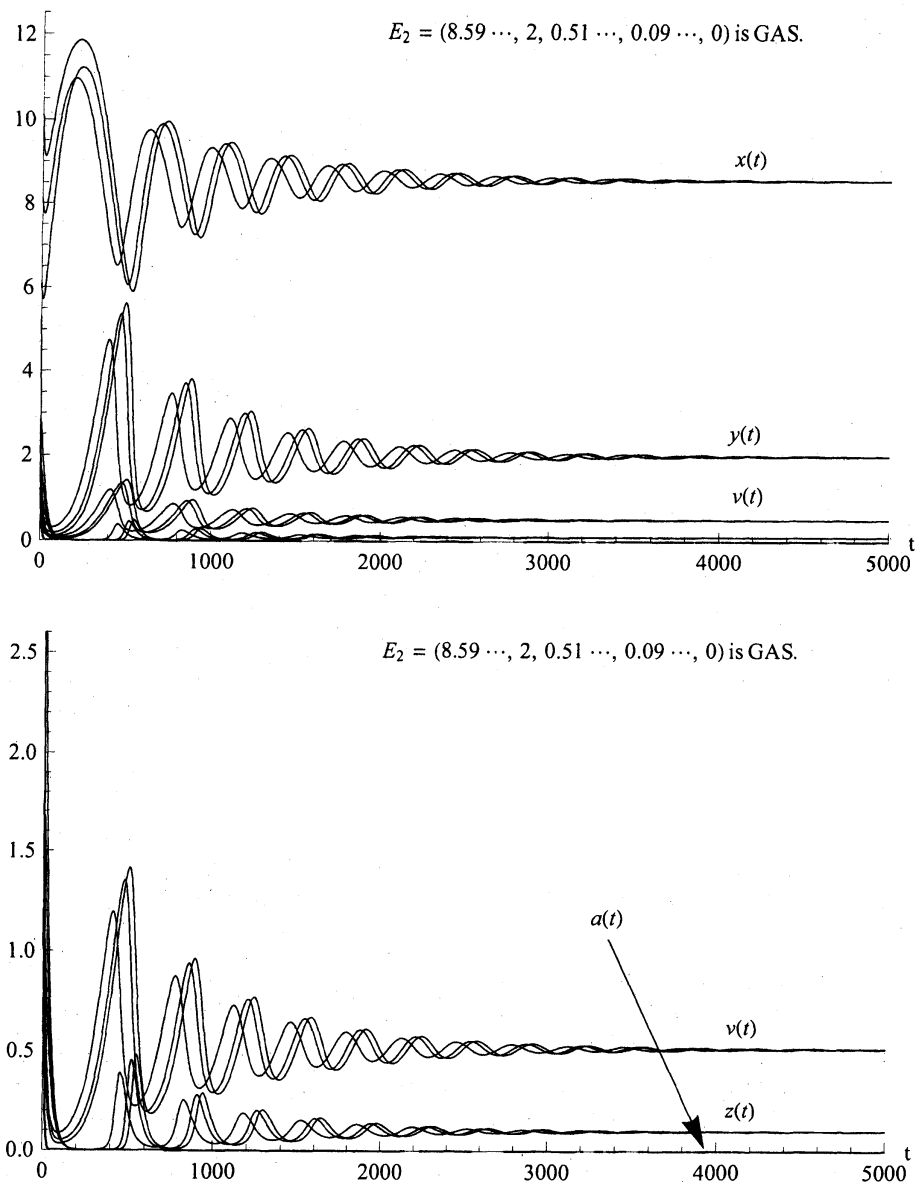 E₂ = (8.59 ⋯, 2, 0.51 ⋯, 0.09 ⋯, 0) is GAS.
12
10
8
6
4
2
0
x(t)
y(t)
v(t)
0 1000 2000 3000 4000 5000 t
E₂ = (8.59 ⋯, 2, 0.51 ⋯, 0.09 ⋯, 0) is GAS.
2.5
2.0
1.5
1.0
0.5
0.0
a(t)
v(t)
z(t)
0 1000 2000 3000 4000 5000 t